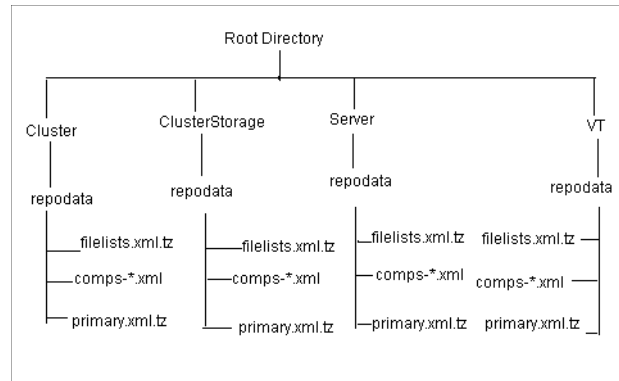 Root Directory
Cluster
ClusterStorage
Server
VT
repodata
repodata
repodata
repodata
filelists.xml.tz
comps-*.xml
primary.xml.tz
filelists.xml.tz
comps-*.xml
primary.xml.tz
filelists.xml.tz
comps-*.xml
primary.xml.tz
filelists.xml.tz
comps-*.xml
primary.xml.tz